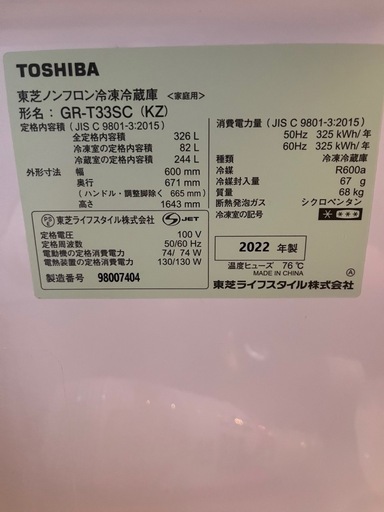 TOSHIBA
東芝ノンフロン冷凍冷蔵庫 <家庭用>
形名: GR-T33SC (KZ)
定格内容積 ( JIS C 9801-3:2015)
全定格内容積 326 L
冷凍室の定格内容積 82 L
冷蔵室の定格内容積 244 L
外形寸法 幅 600 mm
奥行 671 mm
(ハンドル・調整脚除く 665 mm)
高さ 1643 mm
消費電力量 ( JIS C 9801-3:2015)
50Hz 325 kWh/年
60Hz 325 kWh/年
種類 冷凍冷蔵庫
冷媒 R600a
冷媒封入量 67 g
質量 68 kg
断熱発泡ガス シクロペンタン
冷凍室の記号
PS E 東芝ライフスタイル株式会社 S JET
定格電圧 100 V
定格周波数 50/60 Hz
電動機の定格消費電力 74/ 74 W
電熱装置の定格消費電力 130/130 W
製造番号 98007404
2022 年製
温度ヒューズ 76℃
MADE IN CHINA
A
東芝ライフスタイル株式会社